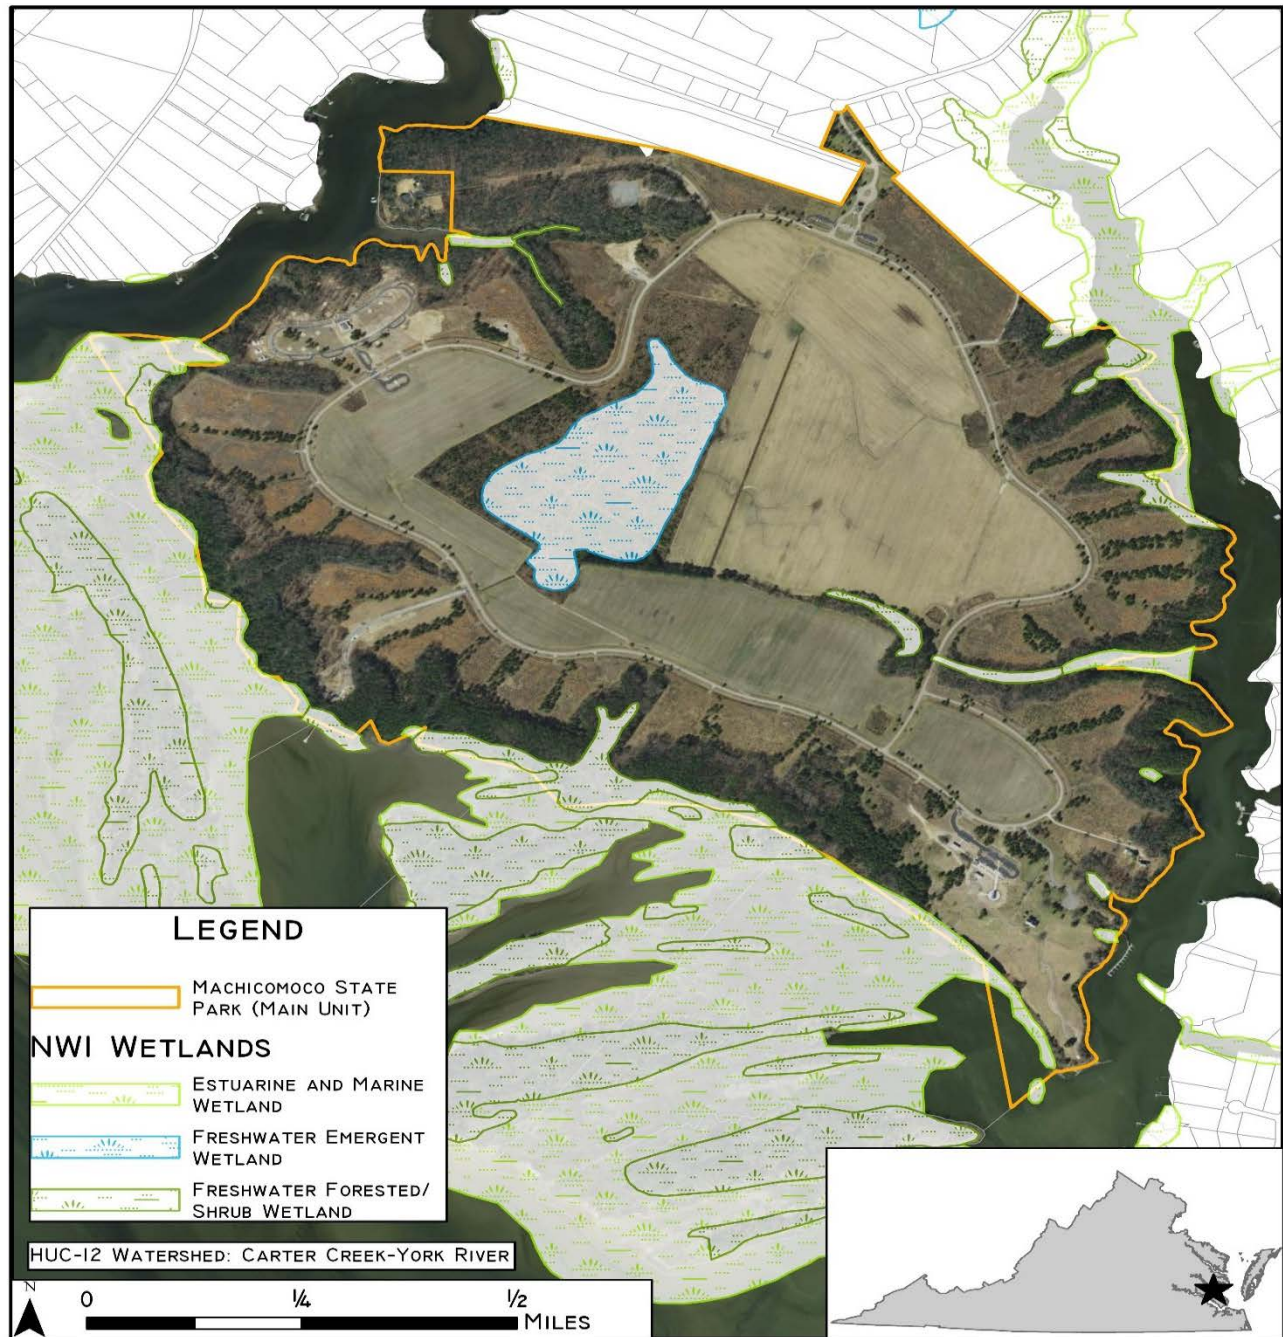 LEGEND
MACHICOMOCO STATE
PARK (MAIN UNIT)
NWI WETLANDS
ESTUARINE AND MARINE
WETLAND
FRESHWATER EMERGENT
WETLAND
FRESHWATER FORESTED/
SHRUB WETLAND
HUC-12 WATERSHED: CARTER CREEK-YORK RIVER
N
0 1/4 1/2
MILES